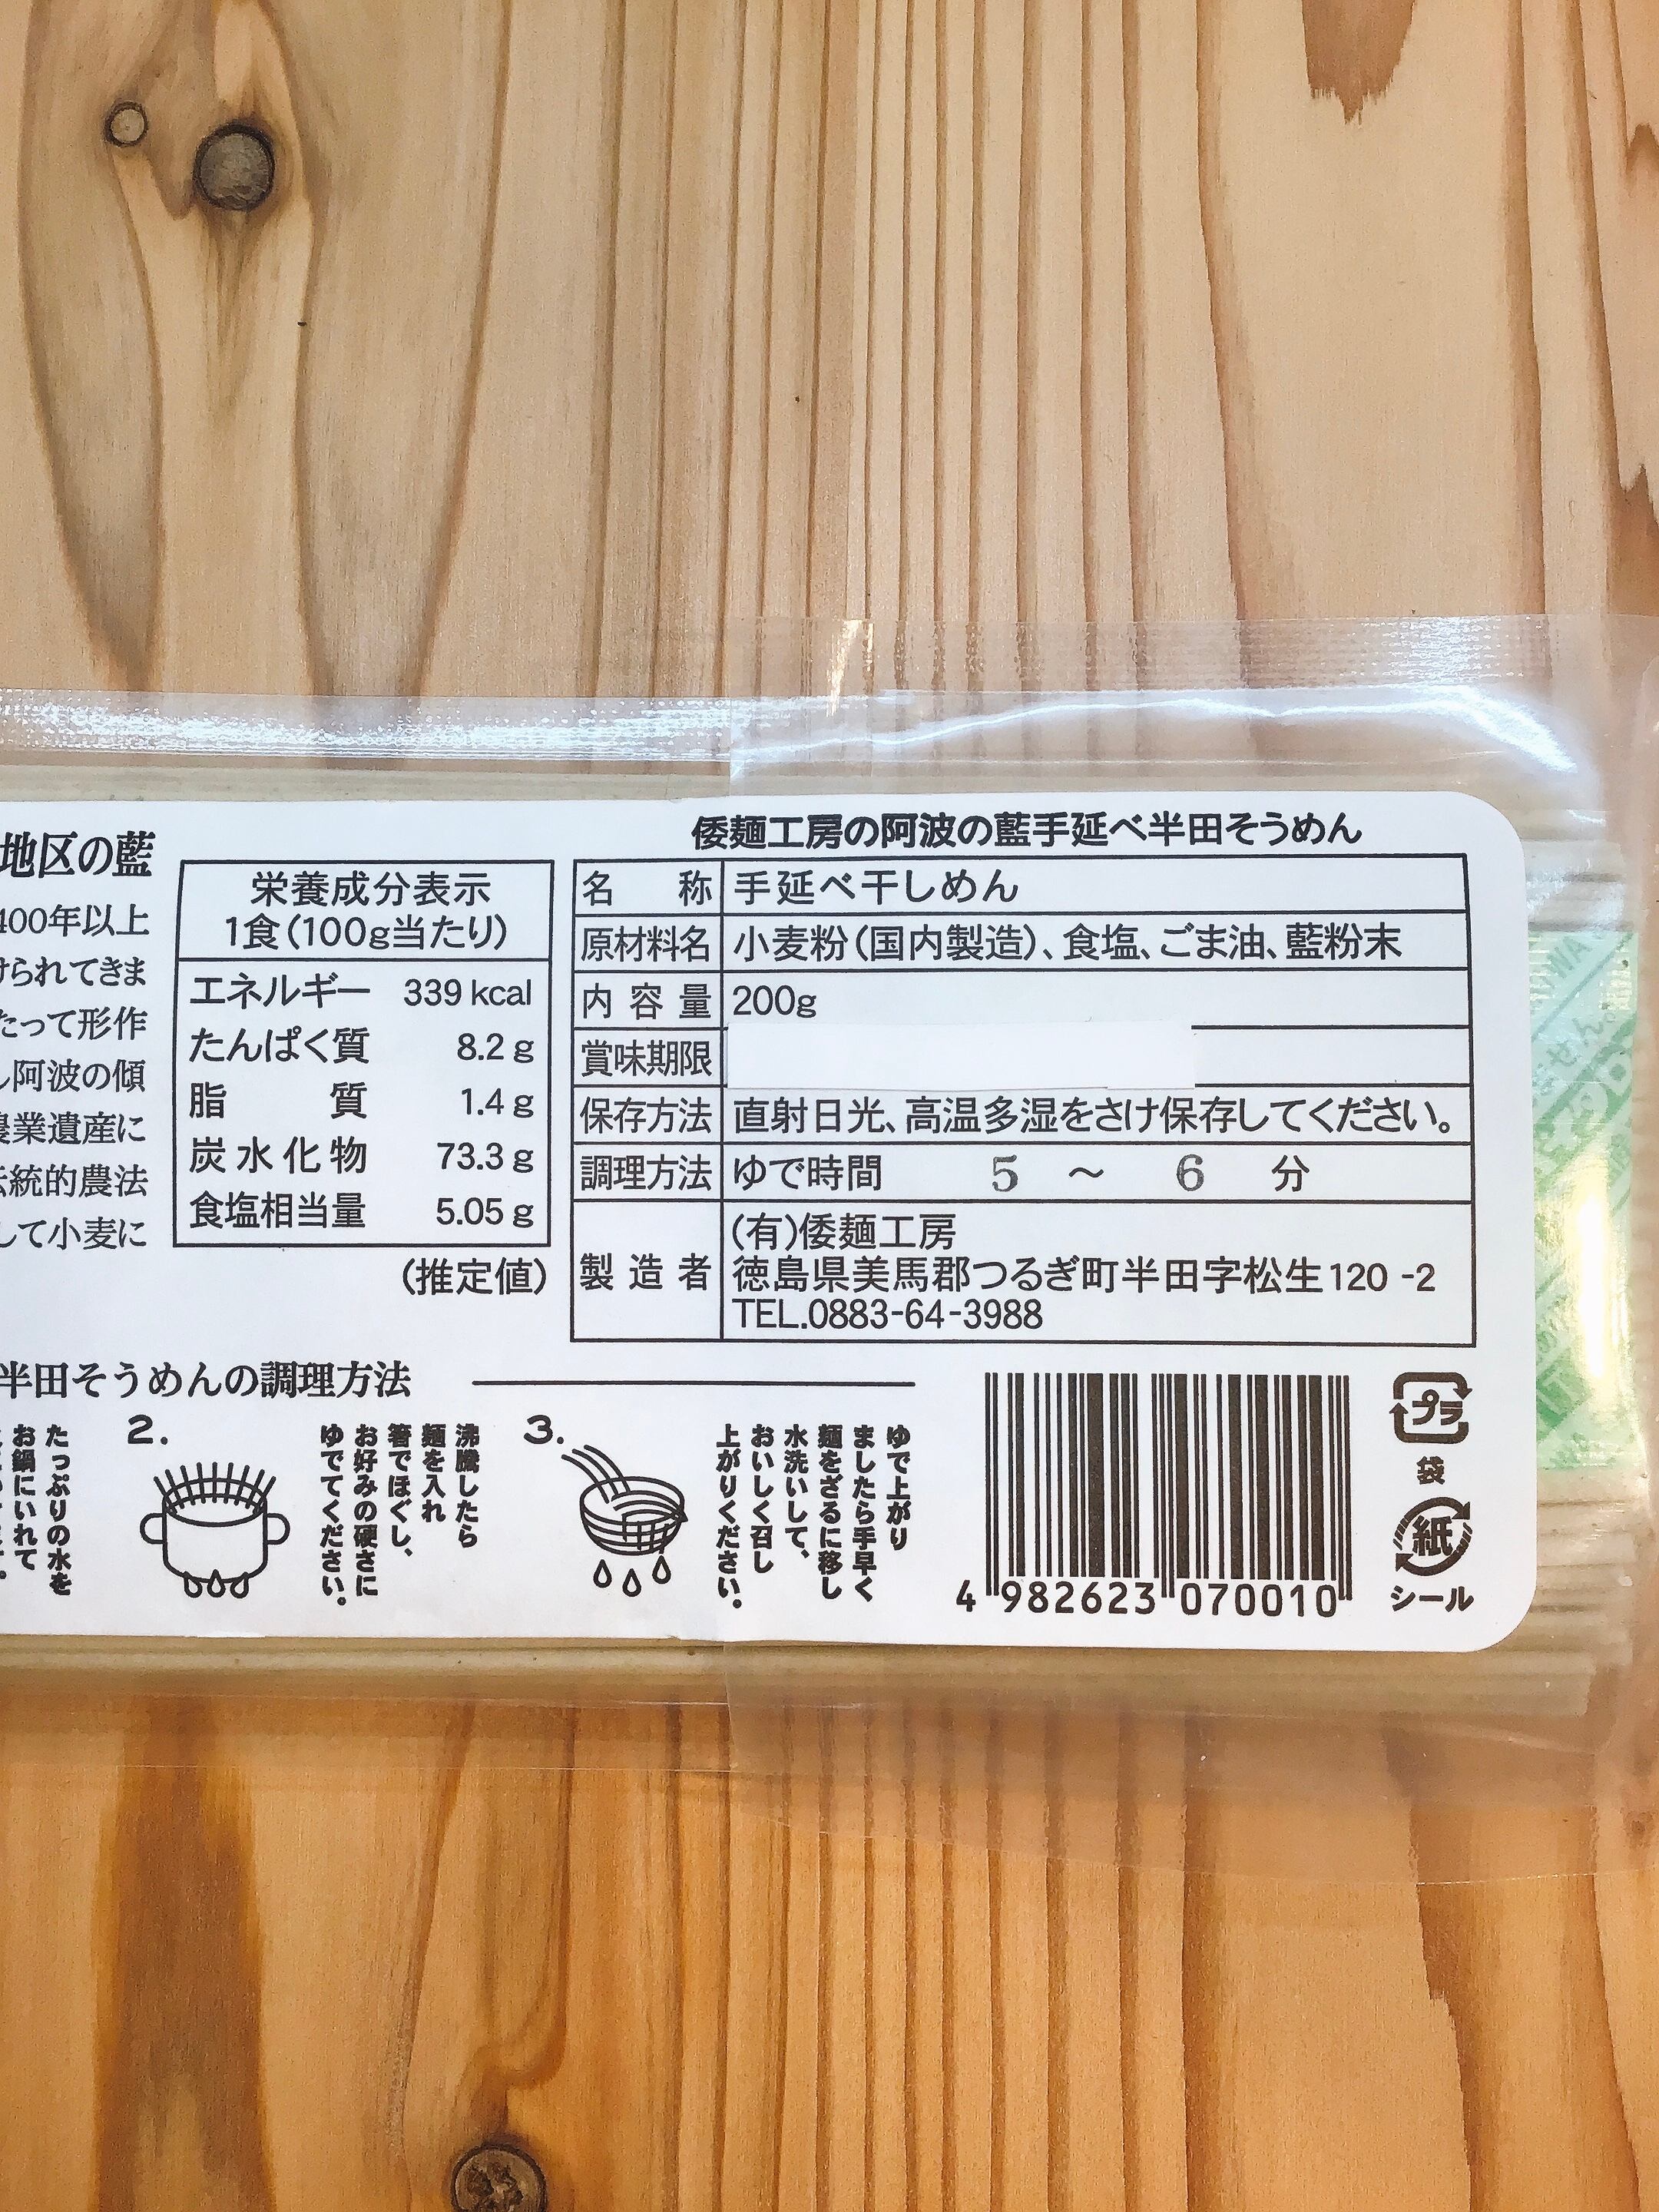 地区の藍
400年以上
けられてきま
たって形作
し阿波の傾
農業遺産に
伝統的農法
して小麦に
栄養成分表示
1食(100g当たり)
エネルギー 339 kcal
たんぱく質 8.2 g
脂質 1.4 g
炭水化物 73.3 g
食塩相当量 5.05 g
(推定値)
倭麺工房の阿波の藍手延べ半田そうめん
名称 手延べ干しめん
原材料名 小麦粉(国内製造)、食塩、ごま油、藍粉末
内容量 200g
賞味期限
保存方法 直射日光、高温多湿をさけ保存してください。
調理方法 ゆで時間 5 ～ 6 分
製造者 (有)倭麺工房
徳島県美馬郡つるぎ町半田字松生120-2
TEL.0883-64-3988
半田そうめんの調理方法
たっぷりの水を
お鍋にいれて
2.
沸騰したら
麺を入れ
箸でほぐし、
お好みの硬さに
ゆでてください。
3.
ゆで上がり
ましたら手早く
麺をざるに移し
水洗いして、
おいしく召し
上がりください。
4 982623 070010
プラ
袋
紙
シール